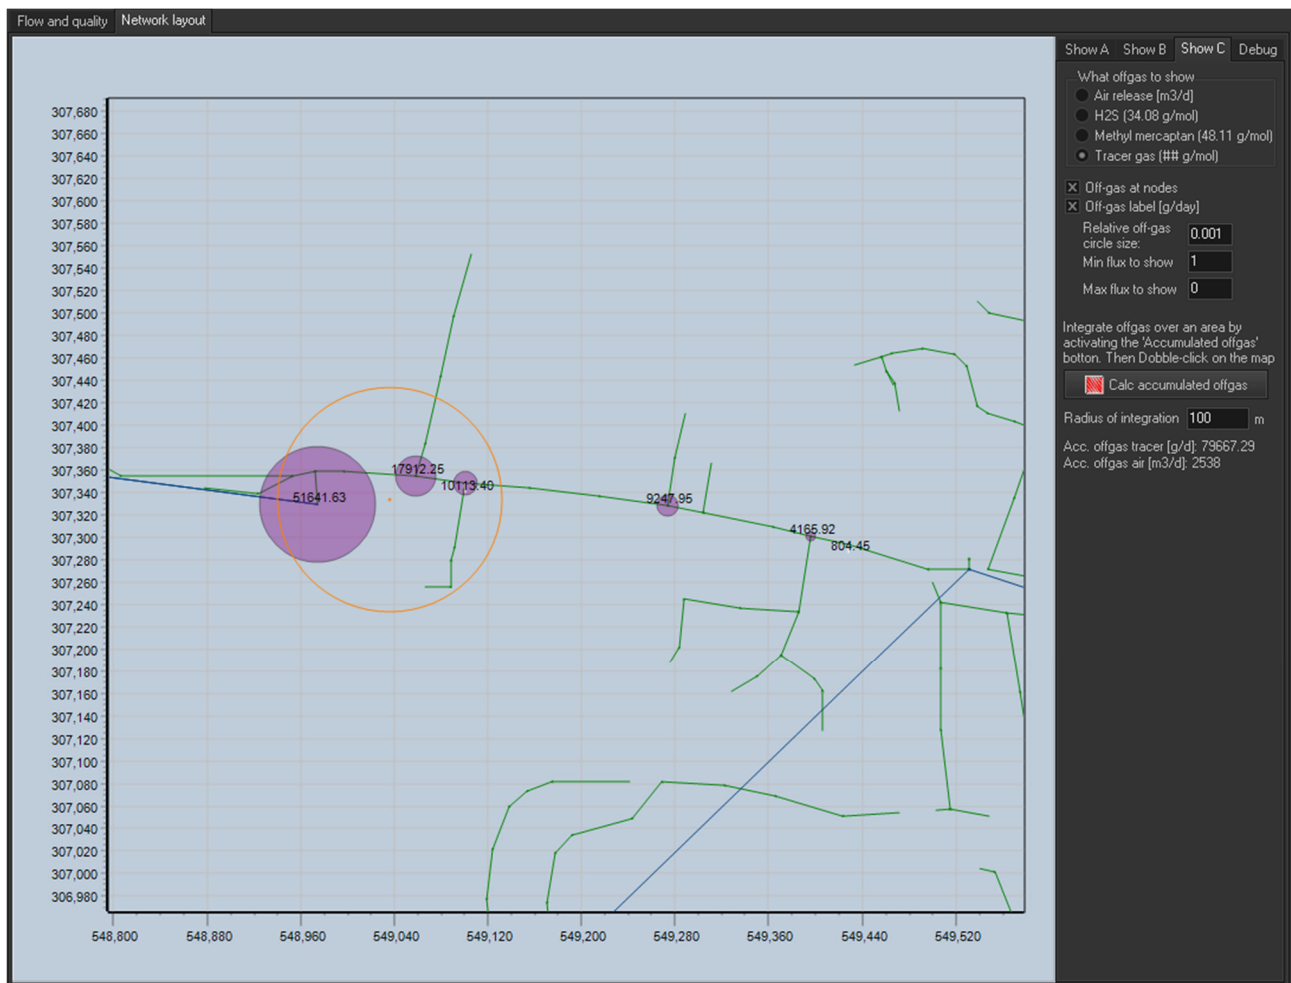 Flow and quality
Network layout
Show A
Show B
Show C
Debug
What offgas to show
Air release [m3/d]
H2S (34.08 g/mol)
Methyl mercaptan (48.11 g/mol)
Tracer gas (## g/mol)
Off-gas at nodes
Off-gas label [g/day]
Relative off-gas
circle size:
0.001
Min flux to show
1
Max flux to show
0
Integrate offgas over an area by
activating the 'Accumulated offgas'
botton. Then Dobble-click on the map
Calc accumulated offgas
Radius of integration
100
m
Acc. offgas tracer [g/d]: 79667.29
Acc. offgas air [m3/d]: 2538
307,680
307,660
307,640
307,620
307,600
307,580
307,560
307,540
307,520
307,500
307,480
307,460
307,440
307,420
307,400
307,380
307,360
307,340
307,320
307,300
307,280
307,260
307,240
307,220
307,200
307,180
307,160
307,140
307,120
307,100
307,080
307,060
307,040
307,020
307,000
306,980
17912.25
10113.40
51641.63
9247.95
4165.92
804.45
548,800
548,880
548,960
549,040
549,120
549,200
549,280
549,360
549,440
549,520